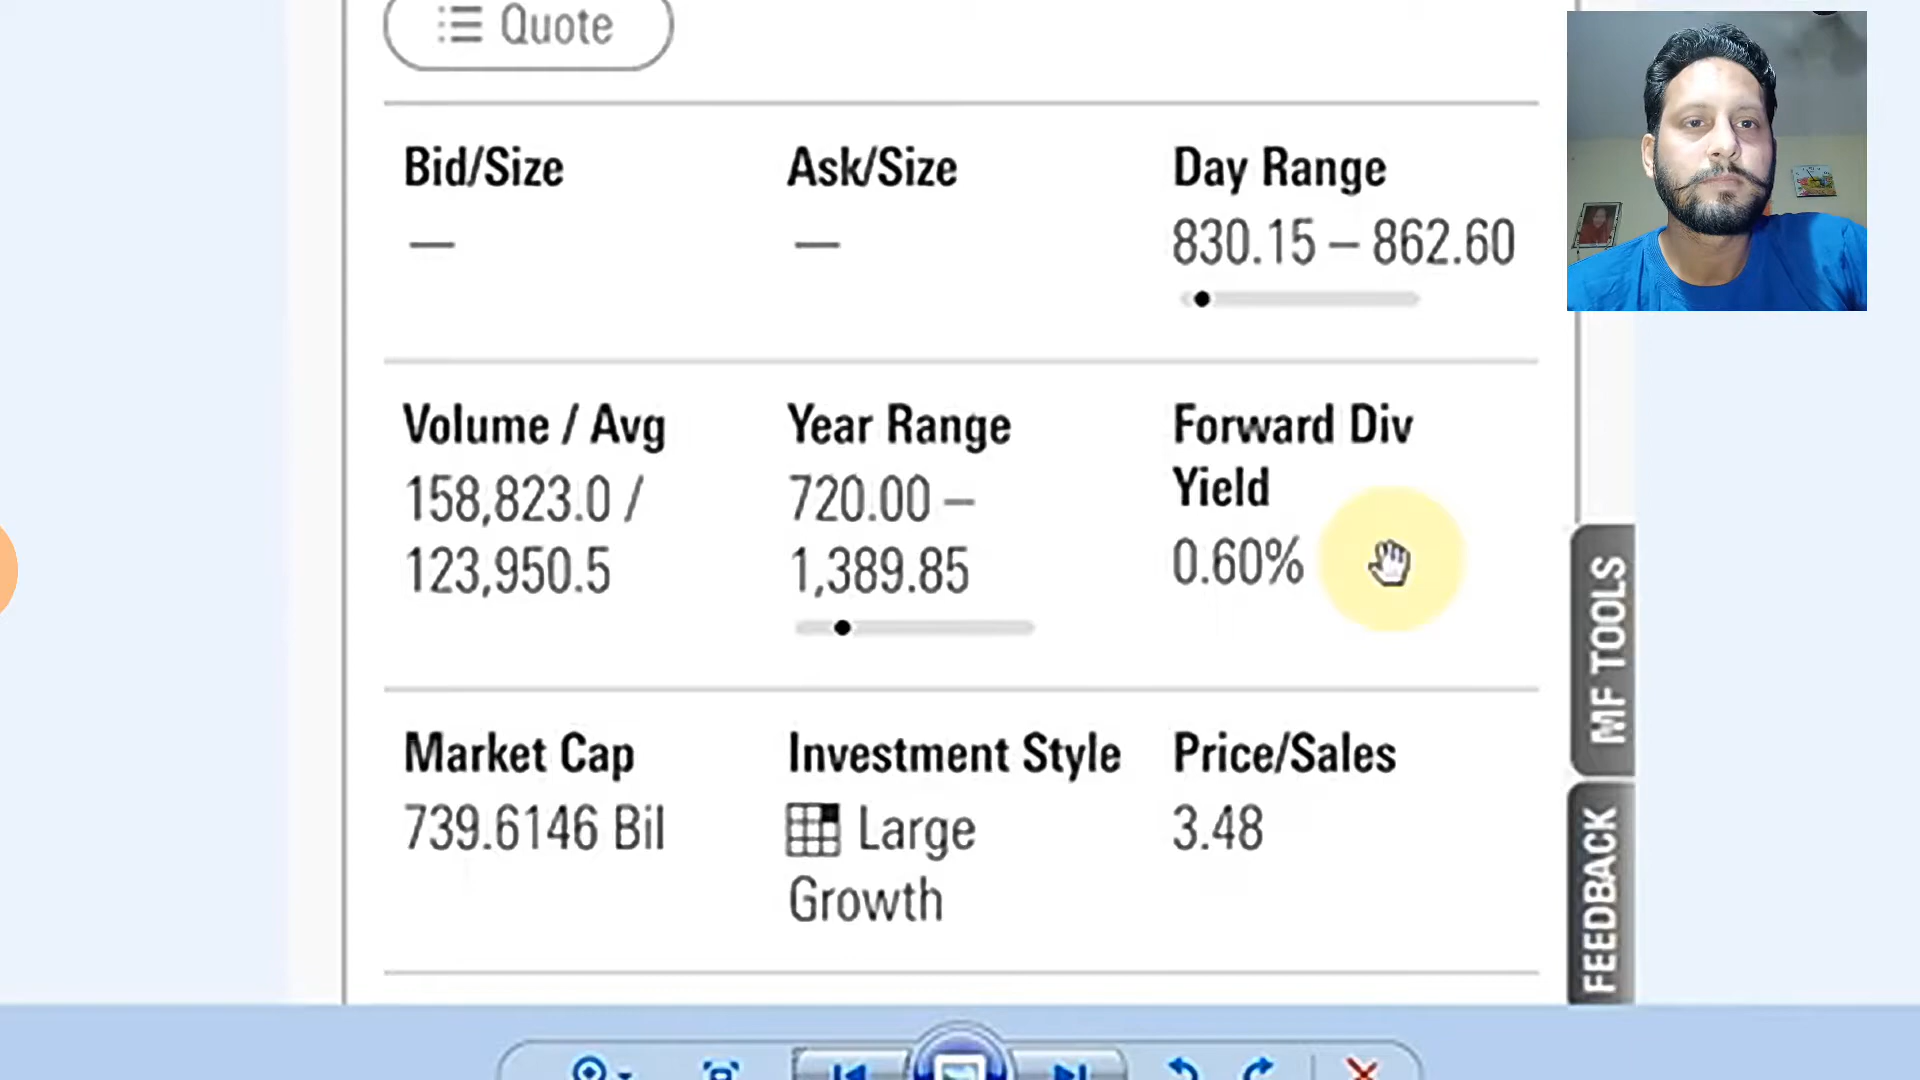 Quote
Bid/Size
—
Ask/Size
—
Day Range
830.15 – 862.60
Volume / Avg
158,823.0 /
123,950.5
Year Range
720.00 –
1,389.85
Forward Div
Yield
0.60%
Market Cap
739.6146 Bil
Investment Style
Large
Growth
Price/Sales
3.48
MF TOOLS
FEEDBACK